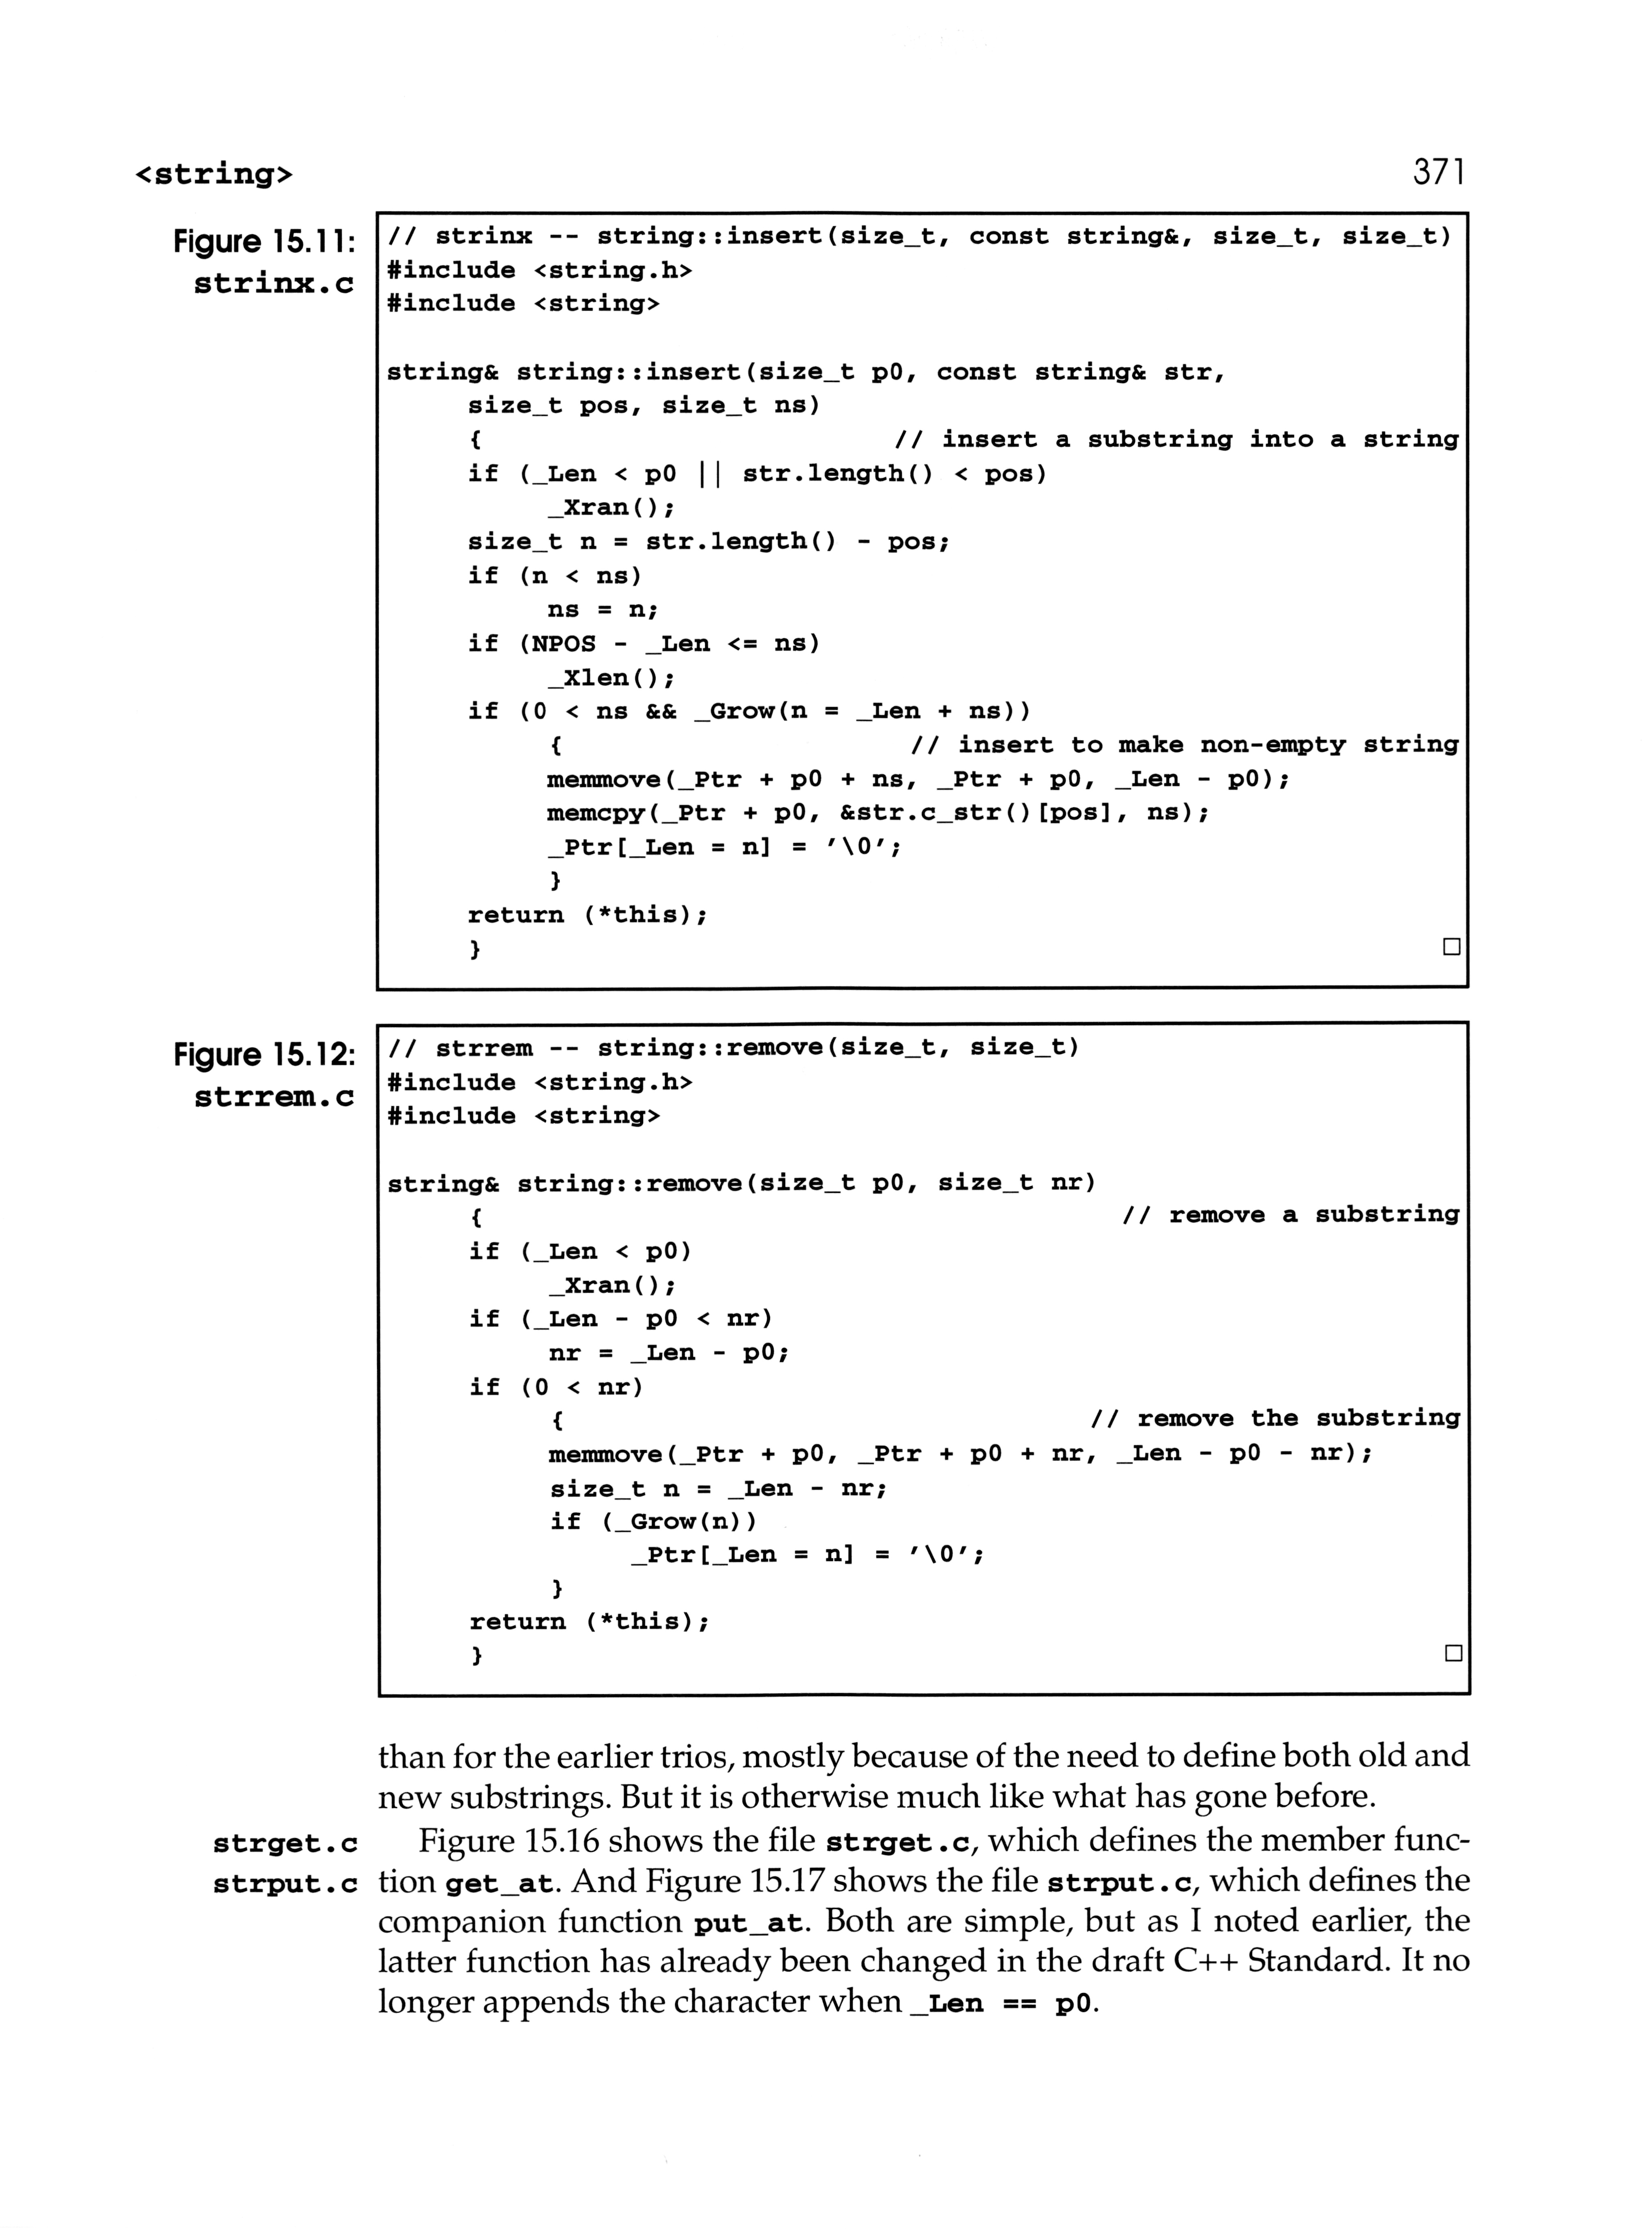 <string>
371
Figure 15.11:
strinx.c
// strinx -- string::insert(size_t, const string&, size_t, size_t)
#include <string.h>
#include <string>
string& string::insert(size_t p0, const string& str,
size_t pos, size_t ns)
{ // insert a substring into a string
if (_Len < p0 || str.length() < pos)
_Xran();
size_t n = str.length() - pos;
if (n < ns)
ns = n;
if (NPOS - _Len <= ns)
_Xlen();
if (0 < ns && _Grow(n = _Len + ns))
{ // insert to make non-empty string
memmove(_Ptr + p0 + ns, _Ptr + p0, _Len - p0);
memcpy(_Ptr + p0, &str.c_str()[pos], ns);
_Ptr[_Len = n] = '\0';
}
return (*this);
}
□
Figure 15.12:
strrem.c
// strrem -- string::remove(size_t, size_t)
#include <string.h>
#include <string>
string& string::remove(size_t p0, size_t nr)
{ // remove a substring
if (_Len < p0)
_Xran();
if (_Len - p0 < nr)
nr = _Len - p0;
if (0 < nr)
{ // remove the substring
memmove(_Ptr + p0, _Ptr + p0 + nr, _Len - p0 - nr);
size_t n = _Len - nr;
if (_Grow(n))
_Ptr[_Len = n] = '\0';
}
return (*this);
}
□
than for the earlier trios, mostly because of the need to define both old and
new substrings. But it is otherwise much like what has gone before.
strget.c Figure 15.16 shows the file strget.c, which defines the member func-
strput.c tion get_at. And Figure 15.17 shows the file strput.c, which defines the
companion function put_at. Both are simple, but as I noted earlier, the
latter function has already been changed in the draft C++ Standard. It no
longer appends the character when _Len == p0.